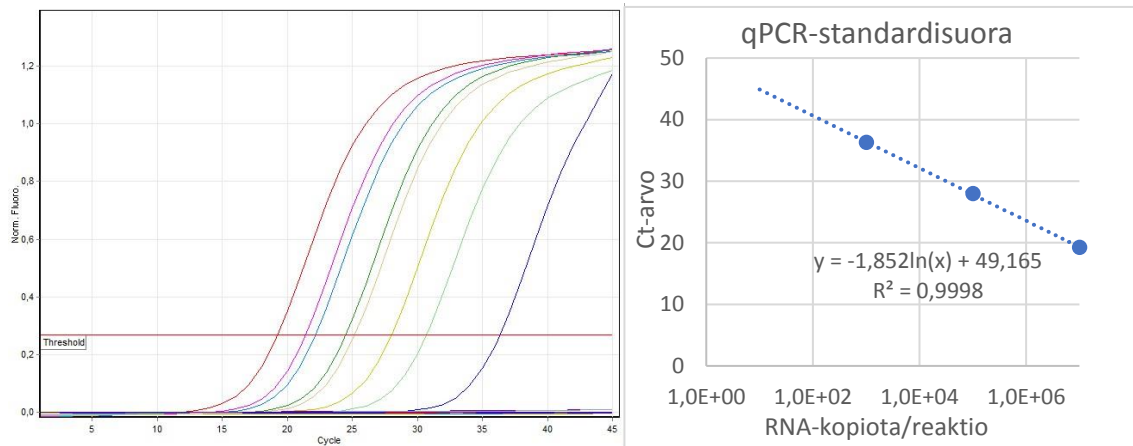 1,2
1,0
0,8
0,6
0,4
0,2
0,0
Norm. Fluoro.
Threshold
5
10
15
20
25
30
35
40
45
Cycle
qPCR-standardisuora
50
40
30
20
10
0
Ct-arvo
y = -1,852ln(x) + 49,165
R² = 0,9998
1,0E+00 1,0E+02 1,0E+04 1,0E+06
RNA-kopiota/reaktio